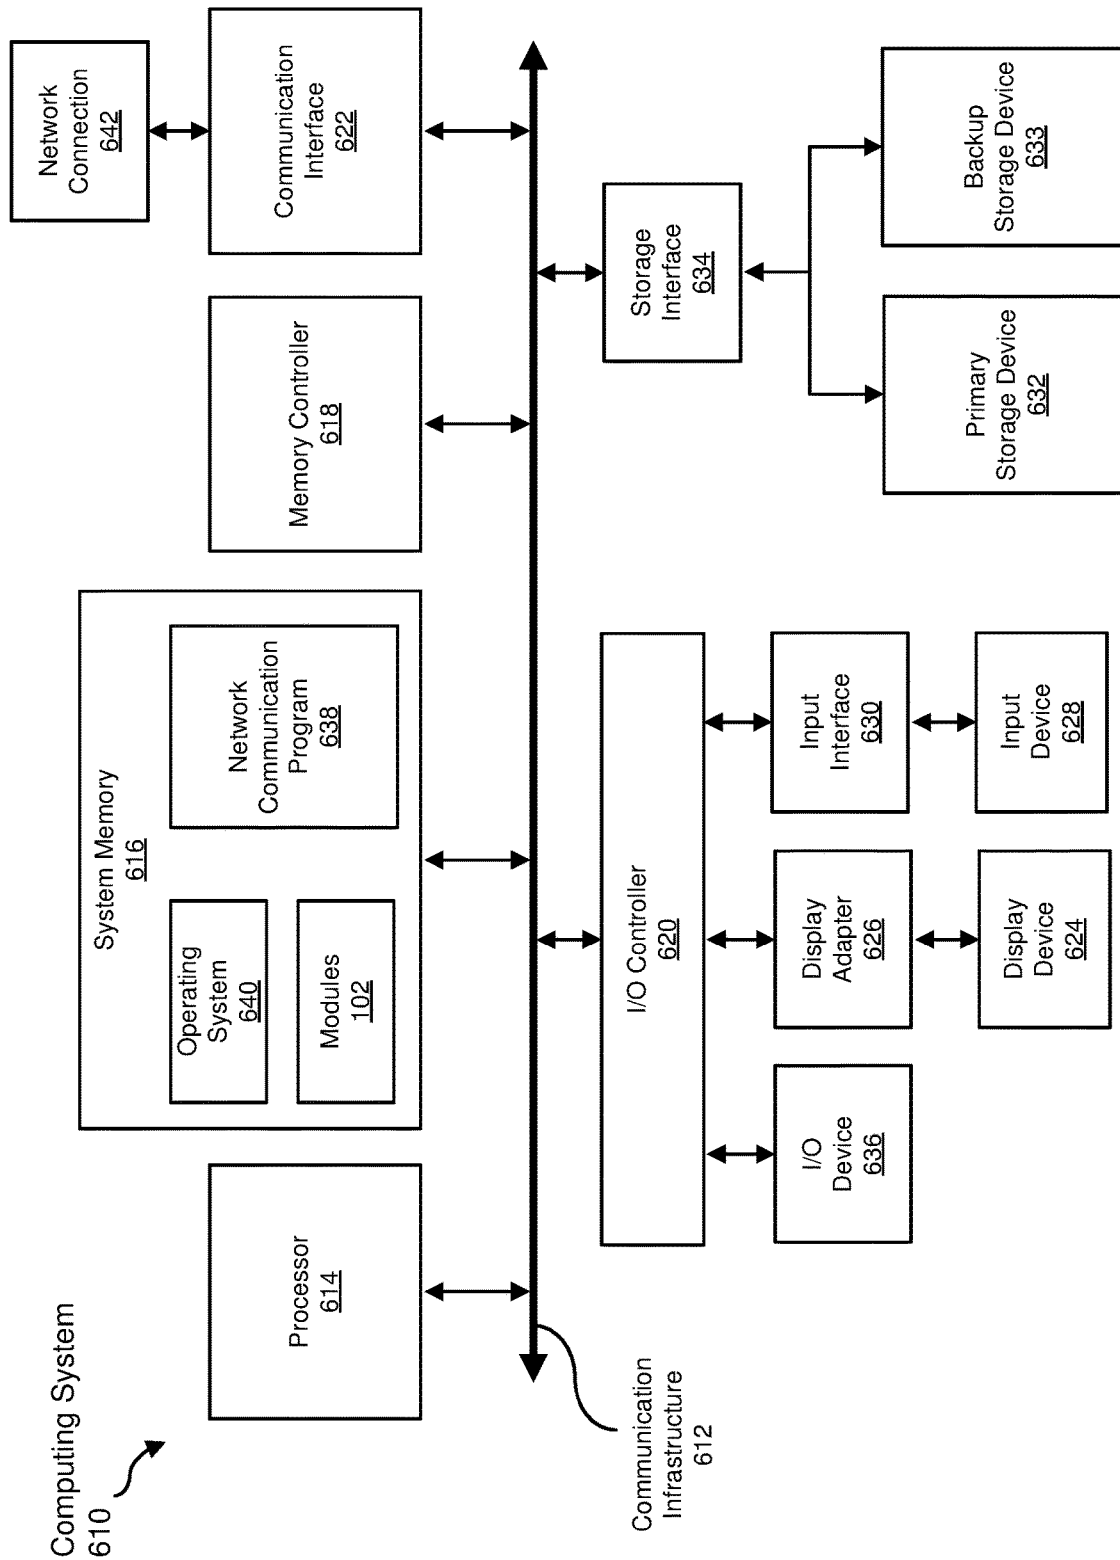 Computing System
610
Processor
614
System Memory
616
Operating
System
640
Modules
102
Network
Communication
Program
638
Memory Controller
618
Communication
Interface
622
Network
Connection
642
Communication
Infrastructure
612
I/O Controller
620
I/O
Device
636
Display
Adapter
626
Display
Device
624
Input
Interface
630
Input
Device
628
Storage
Interface
634
Primary
Storage Device
632
Backup
Storage Device
633